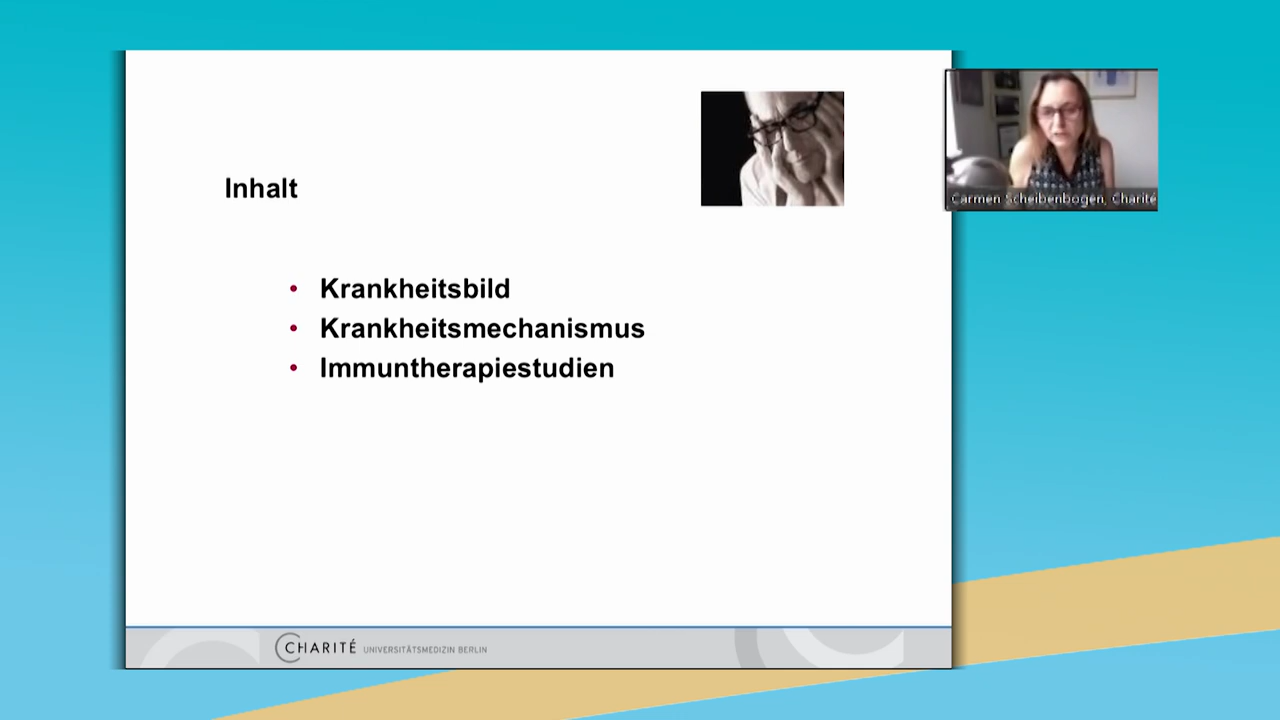 Inhalt
• Krankheitsbild
• Krankheitsmechanismus
• Immuntherapiestudien
Carmen Scheibenbogen, Charité
CHARITÉ UNIVERSITÄTSMEDIZIN BERLIN